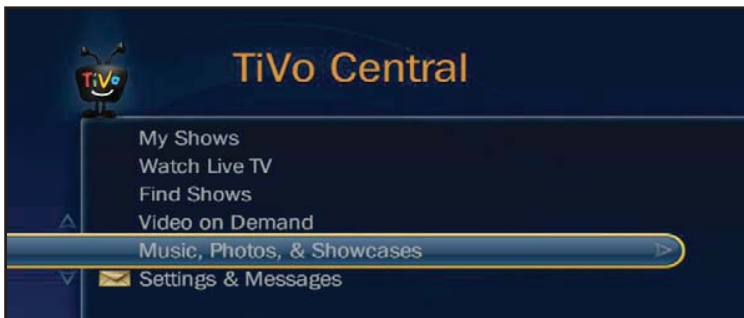 TiVo
TiVo Central
My Shows
Watch Live TV
Find Shows
Video on Demand
Music, Photos, & Showcases
Settings & Messages